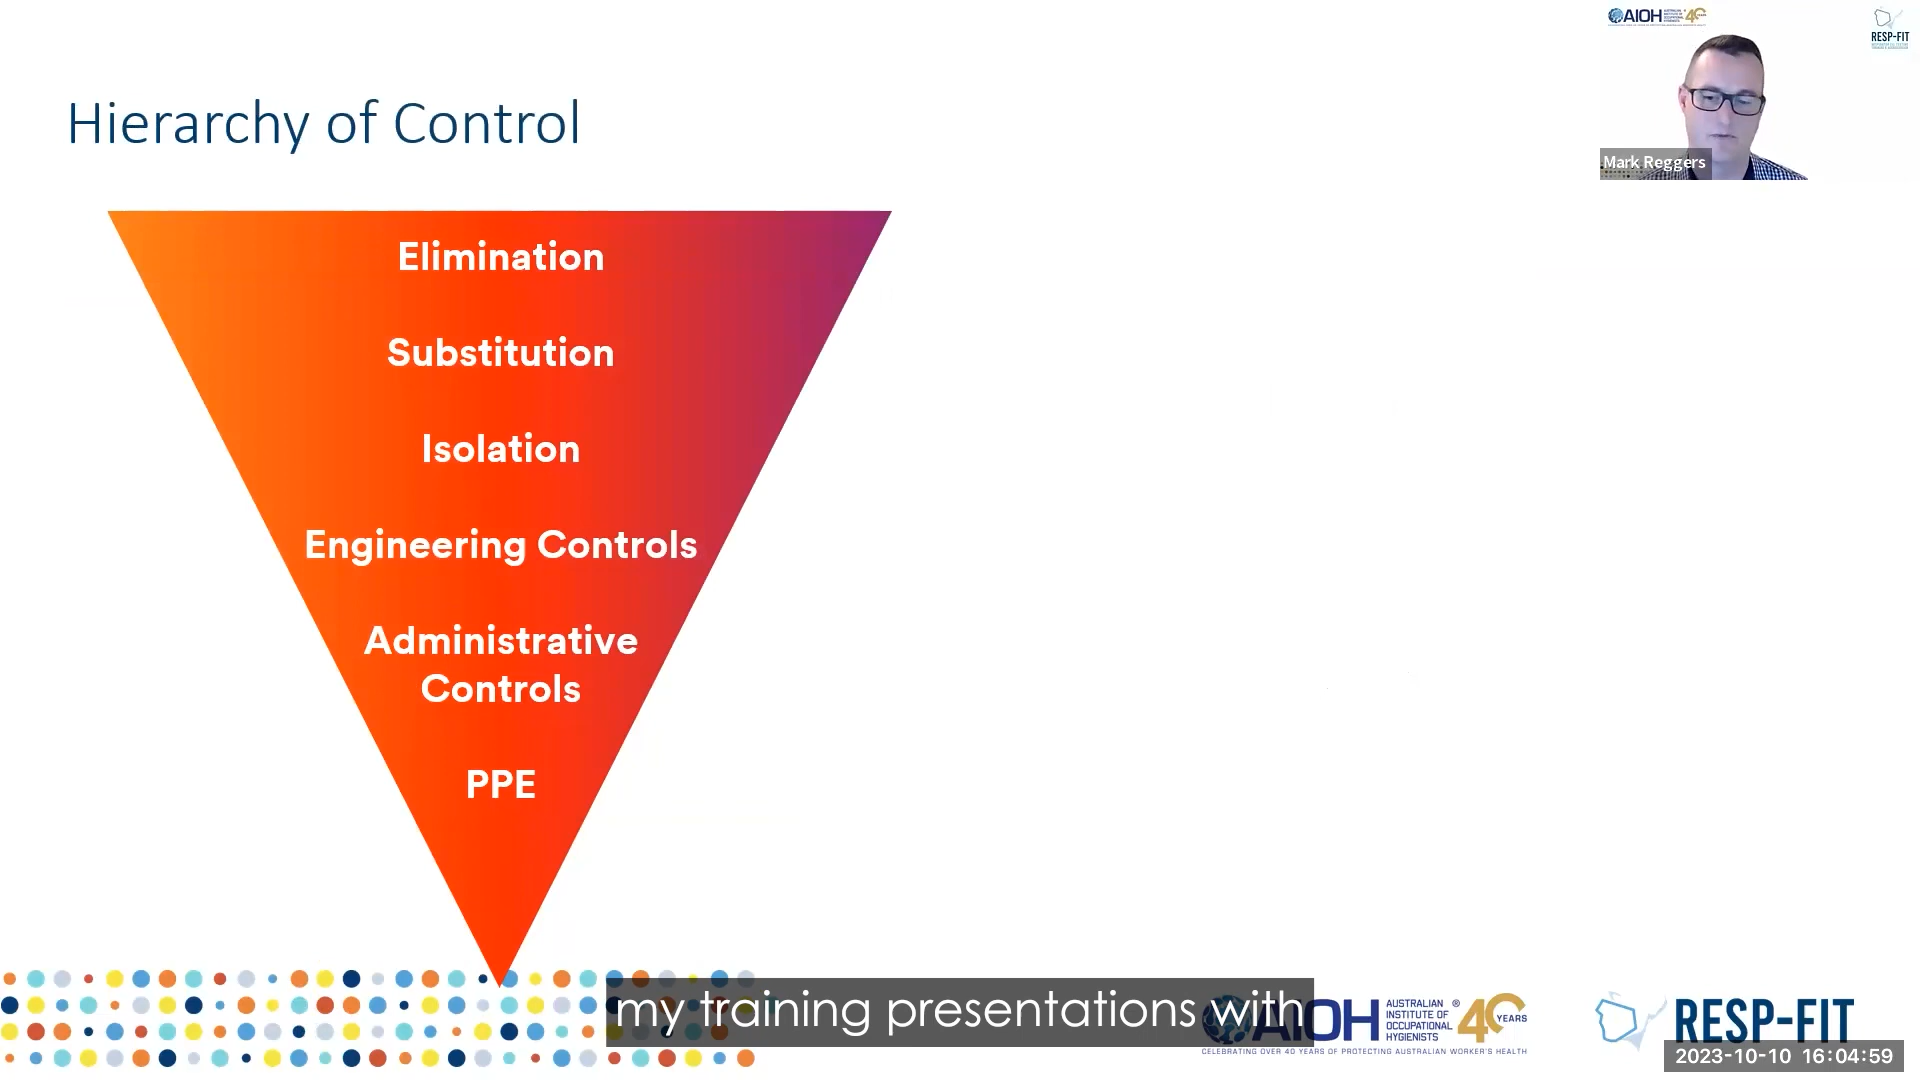 AIOH
40
RESP-FIT
Mark Reggers
Hierarchy of Control
Elimination
Substitution
Isolation
Engineering Controls
Administrative
Controls
PPE
my training presentations with
AIOH
AUSTRALIAN ®
INSTITUTE OF
OCCUPATIONAL
HYGIENISTS
40 YEARS
CELEBRATING OVER 40 YEARS OF PROTECTING AUSTRALIAN WORKER'S HEALTH
RESP-FIT
2023-10-10 16:04:59